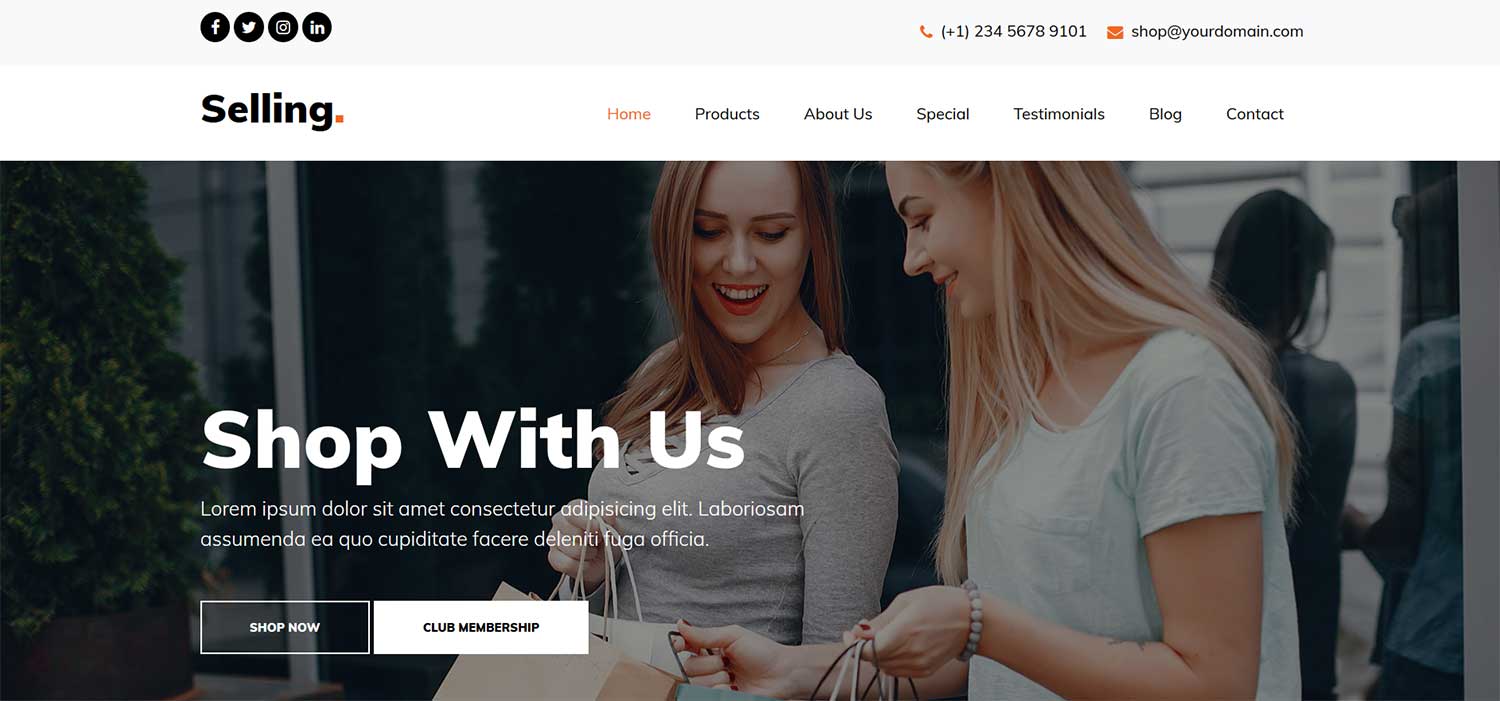 (+1) 234 5678 9101 shop@yourdomain.com
Selling.
Home Products About Us Special Testimonials Blog Contact
Shop With Us
Lorem ipsum dolor sit amet consectetur adipisicing elit. Laboriosam
assumenda ea quo cupiditate facere deleniti fuga officia.
SHOP NOW CLUB MEMBERSHIP